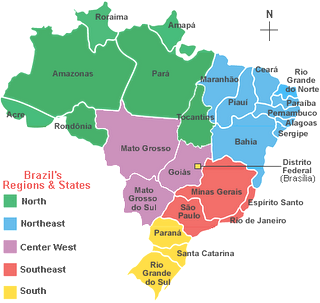 Roraima
Amapá
N
Amazonas
Pará
Maranhão
Ceará
Rio
Grande
do Norte
Piauí
Paraíba
Pernambuco
Acre
Rondônia
Tocantins
Alagoas
Sergipe
Bahia
Mato Grosso
Distrito
Federal
(Brasília)
Goiás
Brazil's
Regions & States
Mato
Grosso
do Sul
Minas Gerais
Espírito Santo
São
Paulo
Rio de Janeiro
North
Northeast
Center West
Southeast
South
Paraná
Santa Catarina
Rio
Grande
do Sul